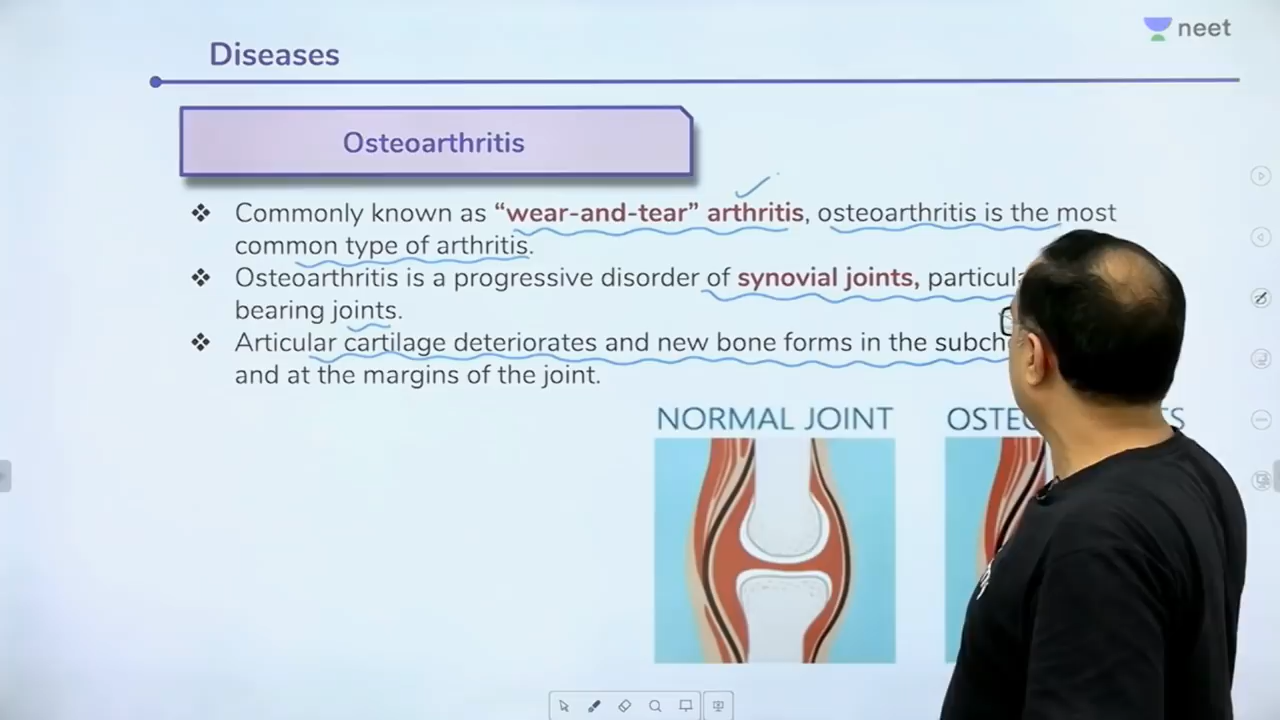 neet
Diseases
Osteoarthritis
❖ Commonly known as “wear-and-tear” arthritis, osteoarthritis is the most
common type of arthritis.
❖ Osteoarthritis is a progressive disorder of synovial joints,
bearing joints.
❖ Articular cartilage deteriorates and new bone forms in the
and at the margins of the joint.
NORMAL JOINT